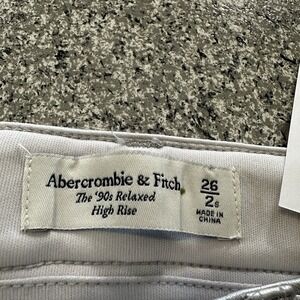 Abercrombie & Fitch
The '90s Relaxed
High Rise
26
2s
MADE IN
CHINA